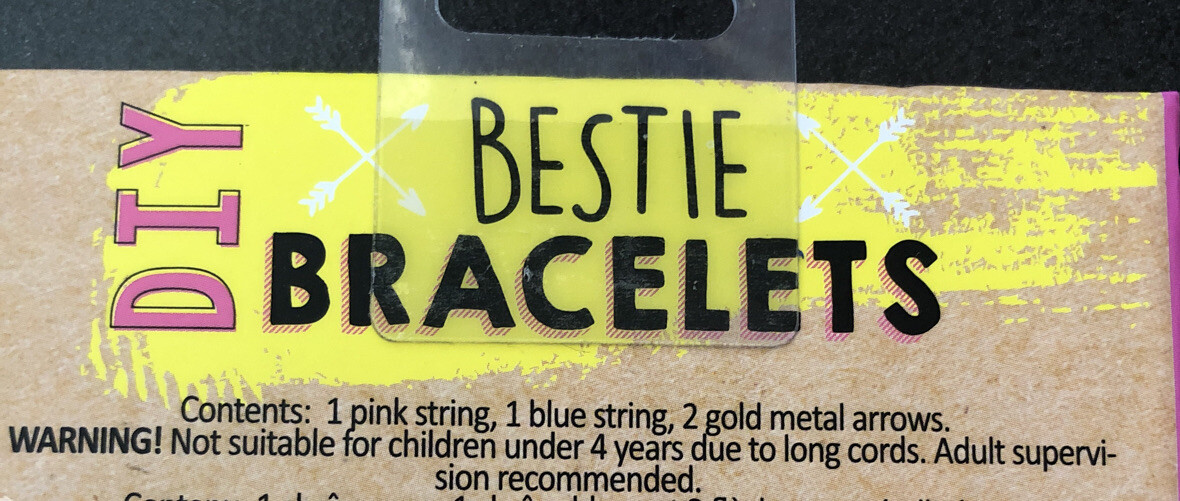 DIY
BESTIE
BRACELETS
Contents: 1 pink string, 1 blue string, 2 gold metal arrows.
WARNING! Not suitable for children under 4 years due to long cords. Adult supervi-
sion recommended.